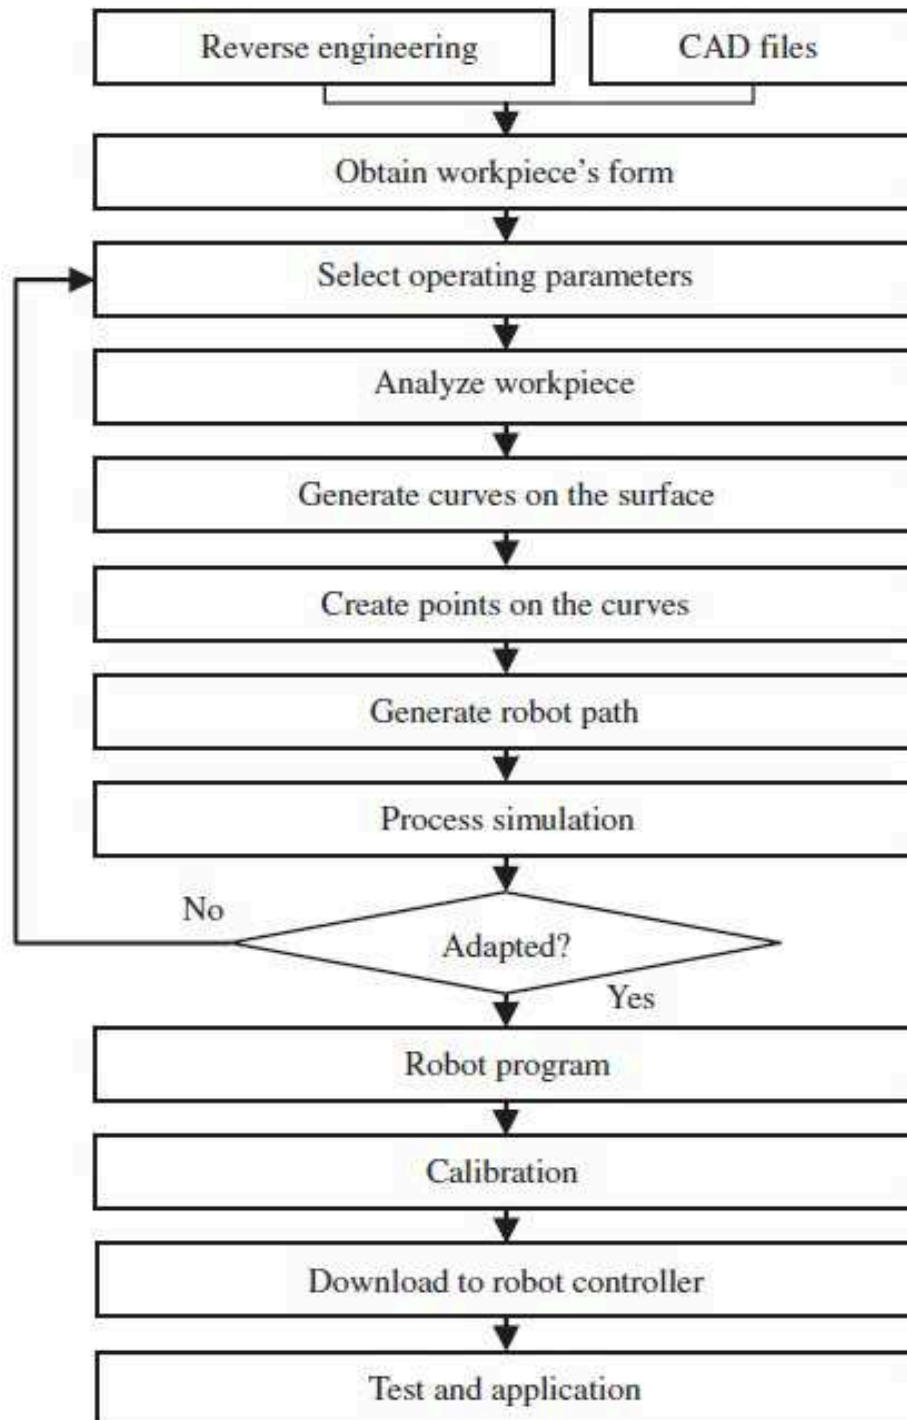 Reverse engineering
CAD files
Obtain workpiece’s form
Select operating parameters
Analyze workpiece
Generate curves on the surface
Create points on the curves
Generate robot path
Process simulation
No
Adapted?
Yes
Robot program
Calibration
Download to robot controller
Test and application